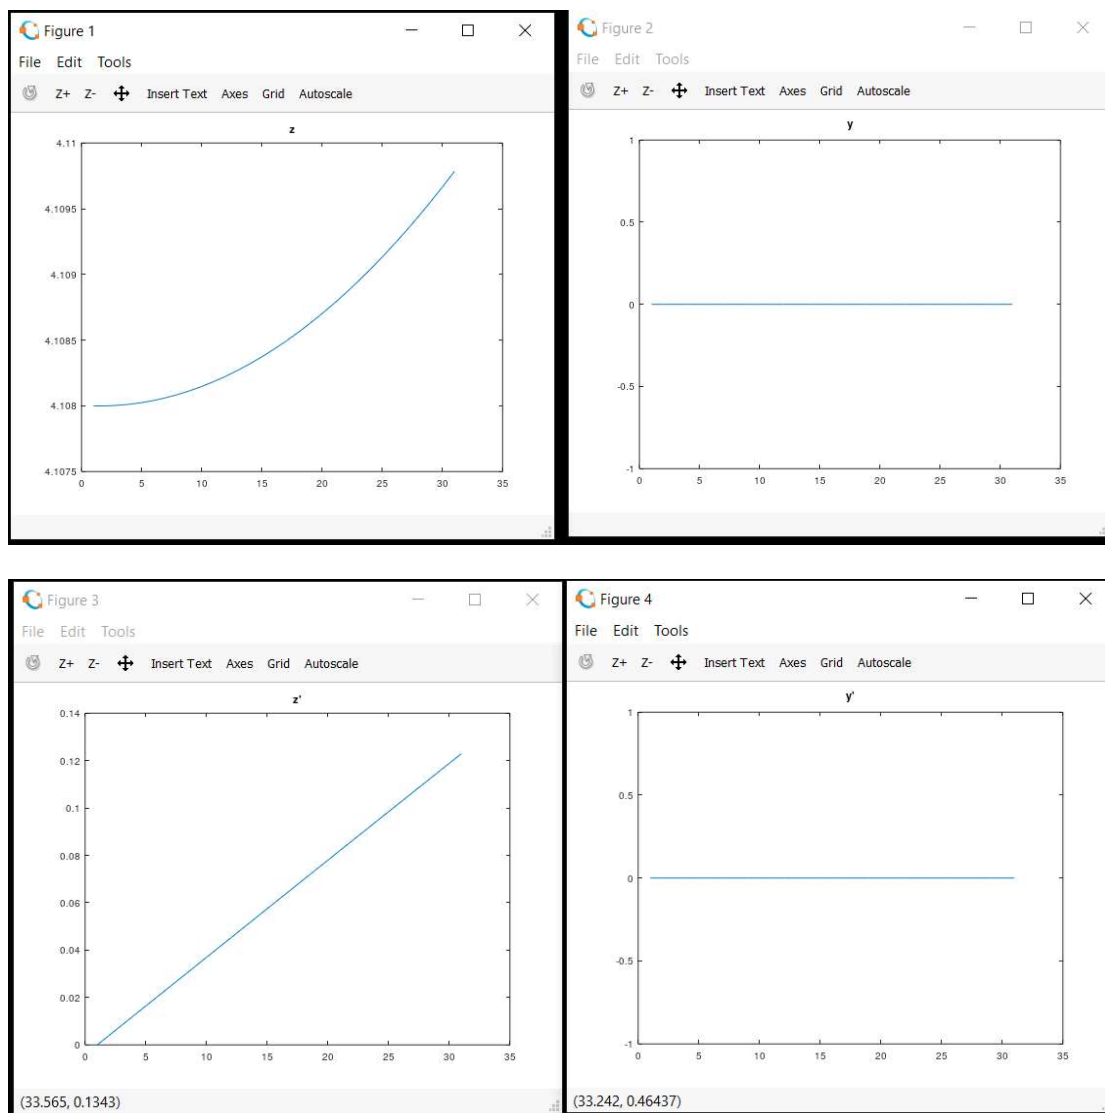 Figure 1
File Edit Tools
Z+ Z- Insert Text Axes Grid Autoscale
z
4.11
4.1095
4.109
4.1085
4.108
4.1075
0 5 10 15 20 25 30 35
Figure 2
File Edit Tools
Z+ Z- Insert Text Axes Grid Autoscale
y
1
0.5
0
-0.5
-1
0 5 10 15 20 25 30 35
Figure 3
File Edit Tools
Z+ Z- Insert Text Axes Grid Autoscale
z'
0.14
0.12
0.1
0.08
0.06
0.04
0.02
0
0 5 10 15 20 25 30 35
(33.565, 0.1343)
Figure 4
File Edit Tools
Z+ Z- Insert Text Axes Grid Autoscale
y'
1
0.5
0
-0.5
-1
0 5 10 15 20 25 30 35
(33.242, 0.46437)